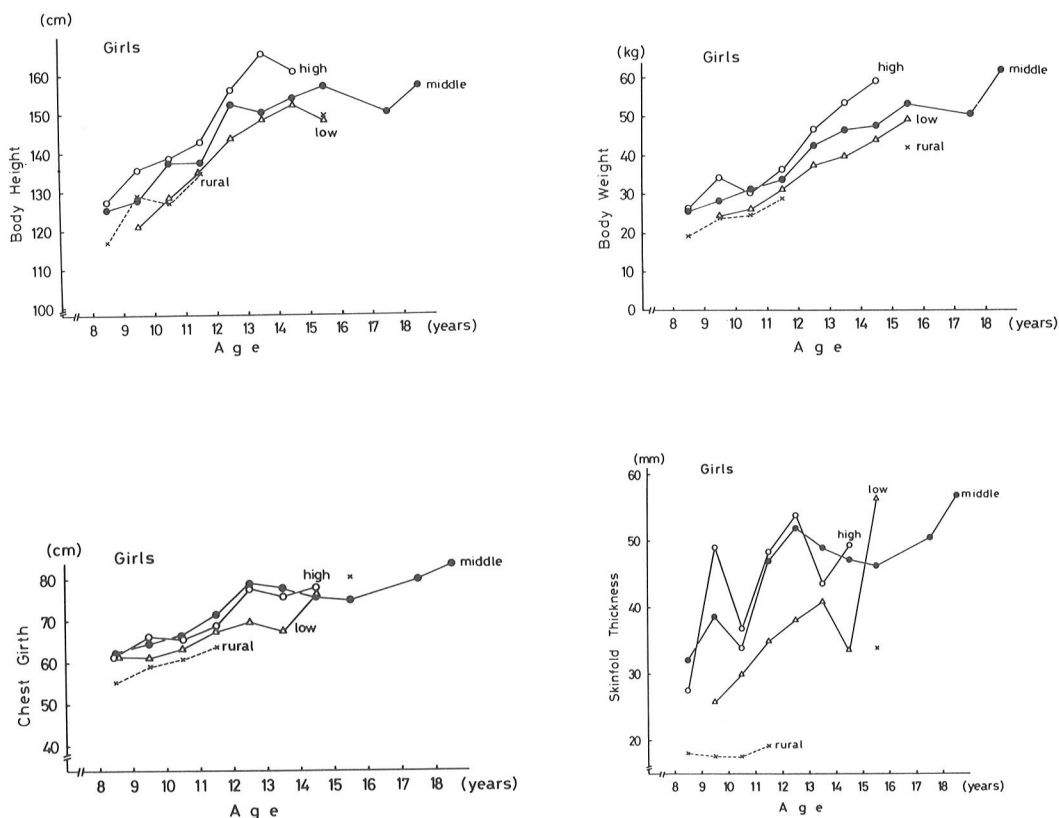 (cm)
Girls
160
150
140
130
120
110
100
Body Height
high
middle
low
rural
8 9 10 11 12 13 14 15 16 17 18 (years)
Age
(kg)
Girls
60
50
40
30
20
10
0
Body Weight
high
middle
low
rural
8 9 10 11 12 13 14 15 16 17 18 (years)
Age
(cm)
Girls
80
70
60
50
40
Chest Girth
high
middle
low
rural
8 9 10 11 12 13 14 15 16 17 18 (years)
Age
(mm)
Girls
60
50
40
30
20
Skinfold Thickness
low
middle
high
rural
8 9 10 11 12 13 14 15 16 17 18 (years)
Age